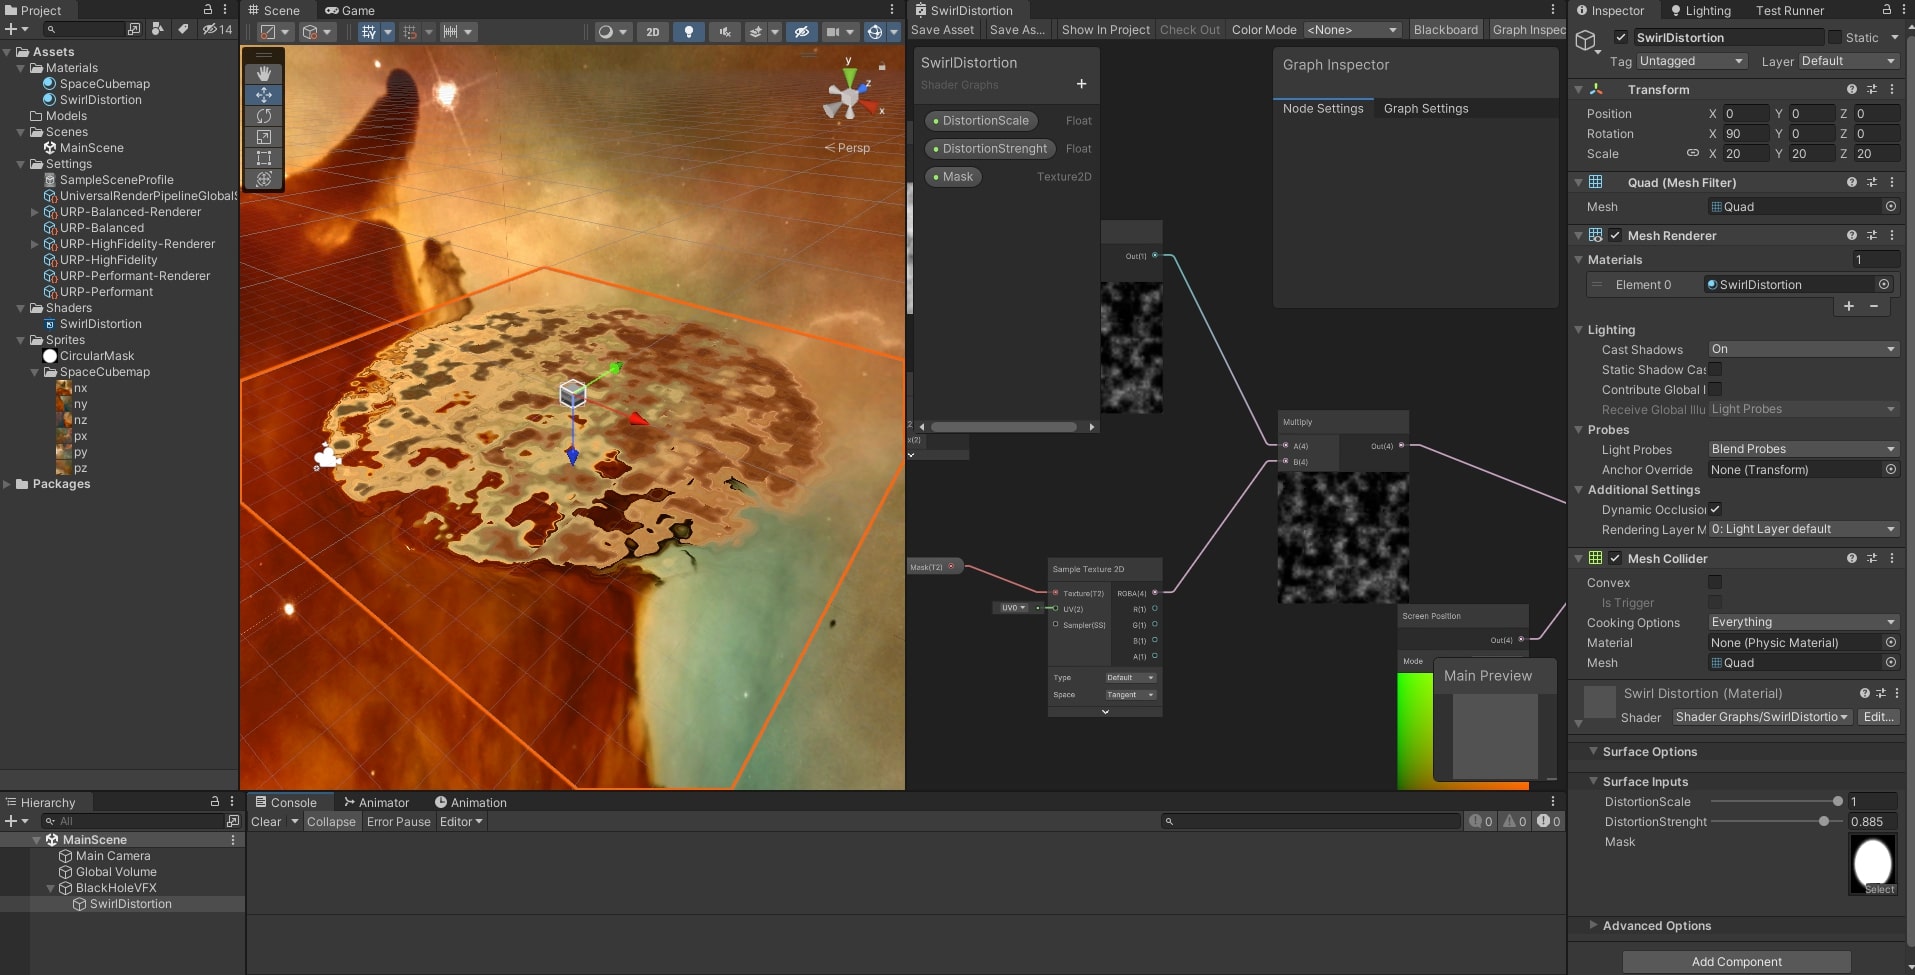 Project
14
Assets
Materials
SpaceCubemap
SwirlDistortion
Models
Scenes
MainScene
Settings
SampleSceneProfile
UniversalRenderPipelineGlobalS
URP-Balanced-Renderer
URP-Balanced
URP-HighFidelity-Renderer
URP-HighFidelity
URP-Performant-Renderer
URP-Performant
Shaders
SwirlDistortion
Sprites
CircularMask
SpaceCubemap
nx
ny
nz
px
py
pz
Packages
Scene Game
2D
y
z
x
Persp
SwirlDistortion
Save Asset Save As... Show In Project Check Out Color Mode <None> Blackboard Graph Inspec
SwirlDistortion
Shader Graphs
+
DistortionScale Float
DistortionStrenght Float
Mask Texture2D
Graph Inspector
Node Settings Graph Settings
Out(1)
Multiply
A(4) Out(4)
B(4)
Mask(T2)
Sample Texture 2D
Texture(T2) RGBA(4)
UV0 UV(2) R(1)
Sampler(SS) G(1)
B(1)
A(1)
Type Default
Space Tangent
Screen Position
Out(4)
Mode
Main Preview
Inspector Lighting Test Runner
SwirlDistortion Static
Tag Untagged Layer Default
Transform
Position X 0 Y 0 Z 0
Rotation X 90 Y 0 Z 0
Scale X 20 Y 20 Z 20
Quad (Mesh Filter)
Mesh Quad
Mesh Renderer
Materials 1
Element 0 SwirlDistortion
+ −
Lighting
Cast Shadows On
Static Shadow Cas
Contribute Global I
Receive Global Illu Light Probes
Probes
Light Probes Blend Probes
Anchor Override None (Transform)
Additional Settings
Dynamic Occlusion
Rendering Layer M 0: Light Layer default
Mesh Collider
Convex
Is Trigger
Cooking Options Everything
Material None (Physic Material)
Mesh Quad
Swirl Distortion (Material)
Shader Shader Graphs/SwirlDistortio Edit...
Surface Options
Surface Inputs
DistortionScale 1
DistortionStrenght 0.885
Mask
Select
Advanced Options
Add Component
Hierarchy
All
MainScene
Main Camera
Global Volume
BlackHoleVFX
SwirlDistortion
Console Animator Animation
Clear Collapse Error Pause Editor
0 0 0